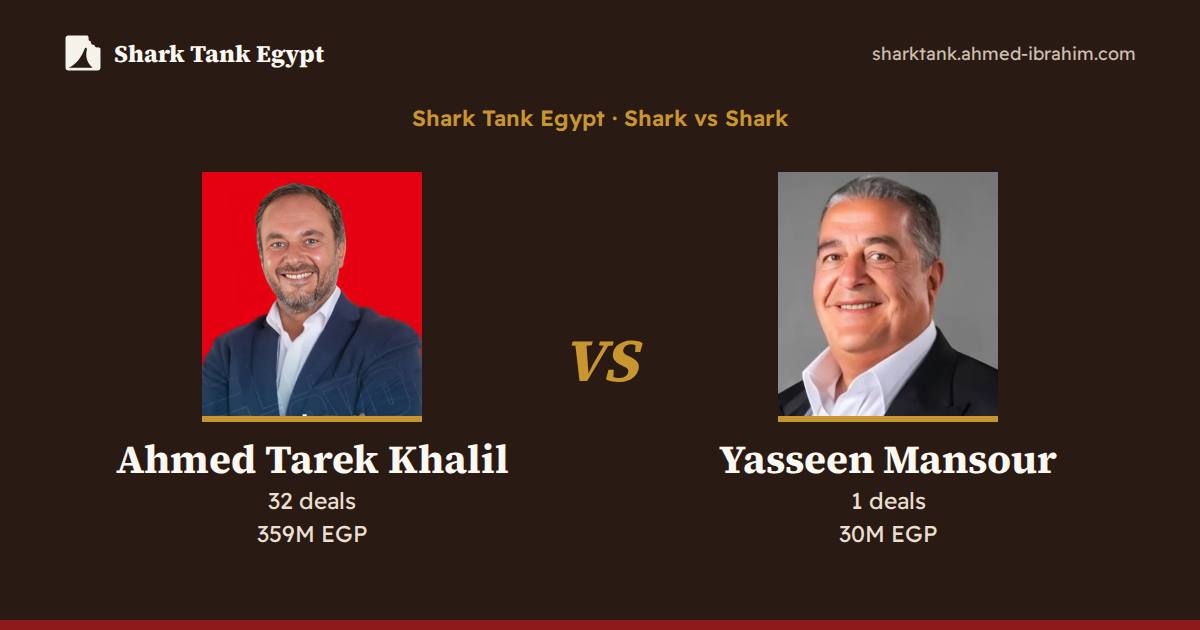 Shark Tank Egypt
sharktank.ahmed-ibrahim.com
Shark Tank Egypt · Shark vs Shark
VS
Ahmed Tarek Khalil
Yasseen Mansour
32 deals
1 deals
359M EGP
30M EGP